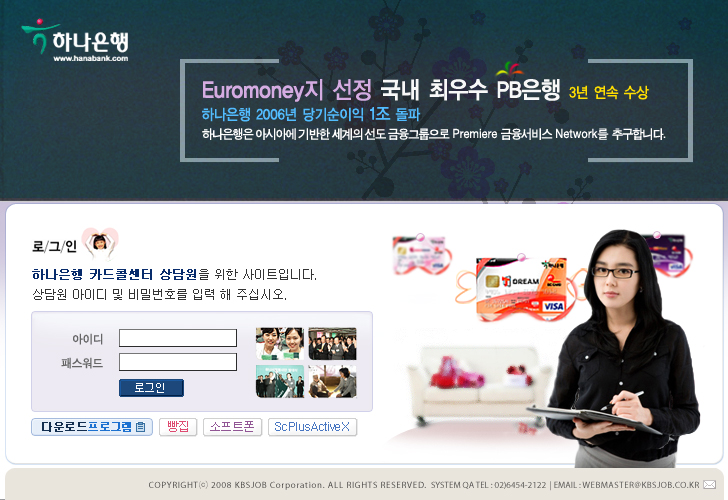 하나은행
www.hanabank.com
Euromoney지 선정 국내 최우수 PB은행 3년 연속 수상
하나은행 2006년 당기순이익 1조 돌파
하나은행은 아시아에 기반한 세계의 선도 금융그룹으로 Premiere 금융서비스 Network를 추구합니다.
로/그/인
하나은행 카드콜센터 상담원을 위한 사이트입니다.
상담원 아이디 및 비밀번호를 입력 해 주십시오.
아이디
패스워드
로그인
다운로드프로그램
빵집
소프트폰
ScPlusActiveX
하나은행
DREAM
VISA
VISA
COPYRIGHT ⓒ 2008 KBSJOB Corporation. ALL RIGHTS RESERVED. SYSTEM QA TEL : 02)6454-2122 | EMAIL : WEBMASTER@KBSJOB.CO.KR